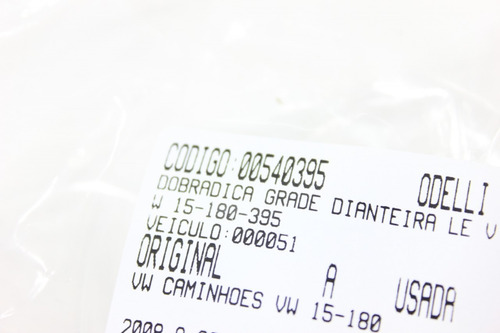 CODIGO:00540395 ODELLI
DOBRADICA GRADE DIANTEIRA LE V
W 15-180-395
VEICULO:000051
ORIGINAL A USADA
VW CAMINHOES VW 15-180
2008 A